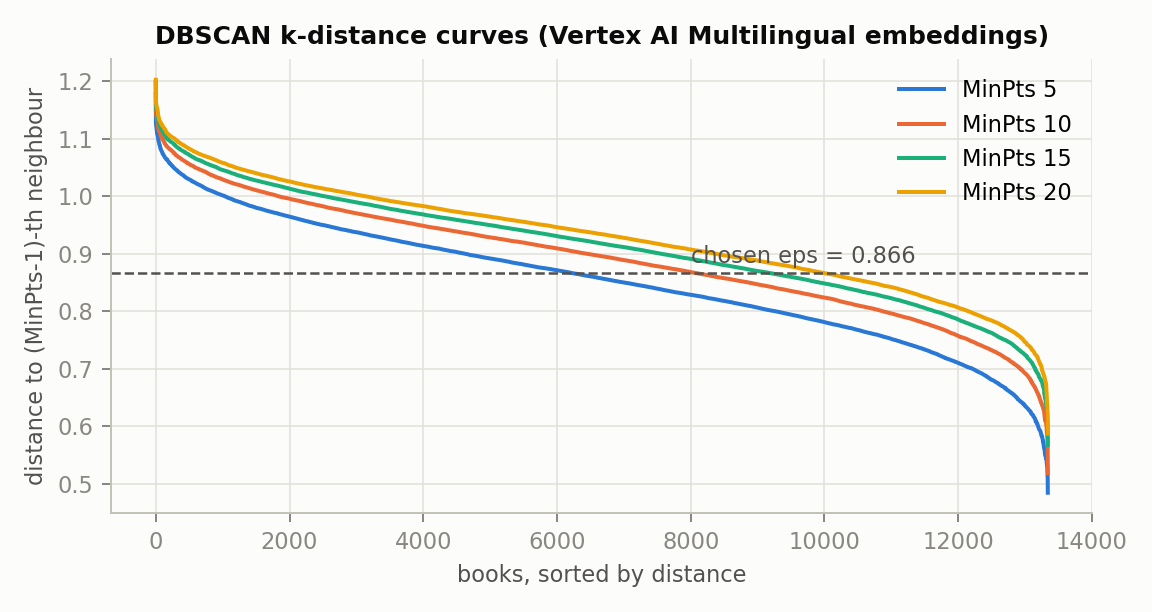 DBSCAN k-distance curves (Vertex AI Multilingual embeddings)
distance to (MinPts-1)-th neighbour
1.2
1.1
1.0
0.9
0.8
0.7
0.6
0.5
MinPts 5
MinPts 10
MinPts 15
MinPts 20
chosen eps = 0.866
0 2000 4000 6000 8000 10000 12000 14000
books, sorted by distance